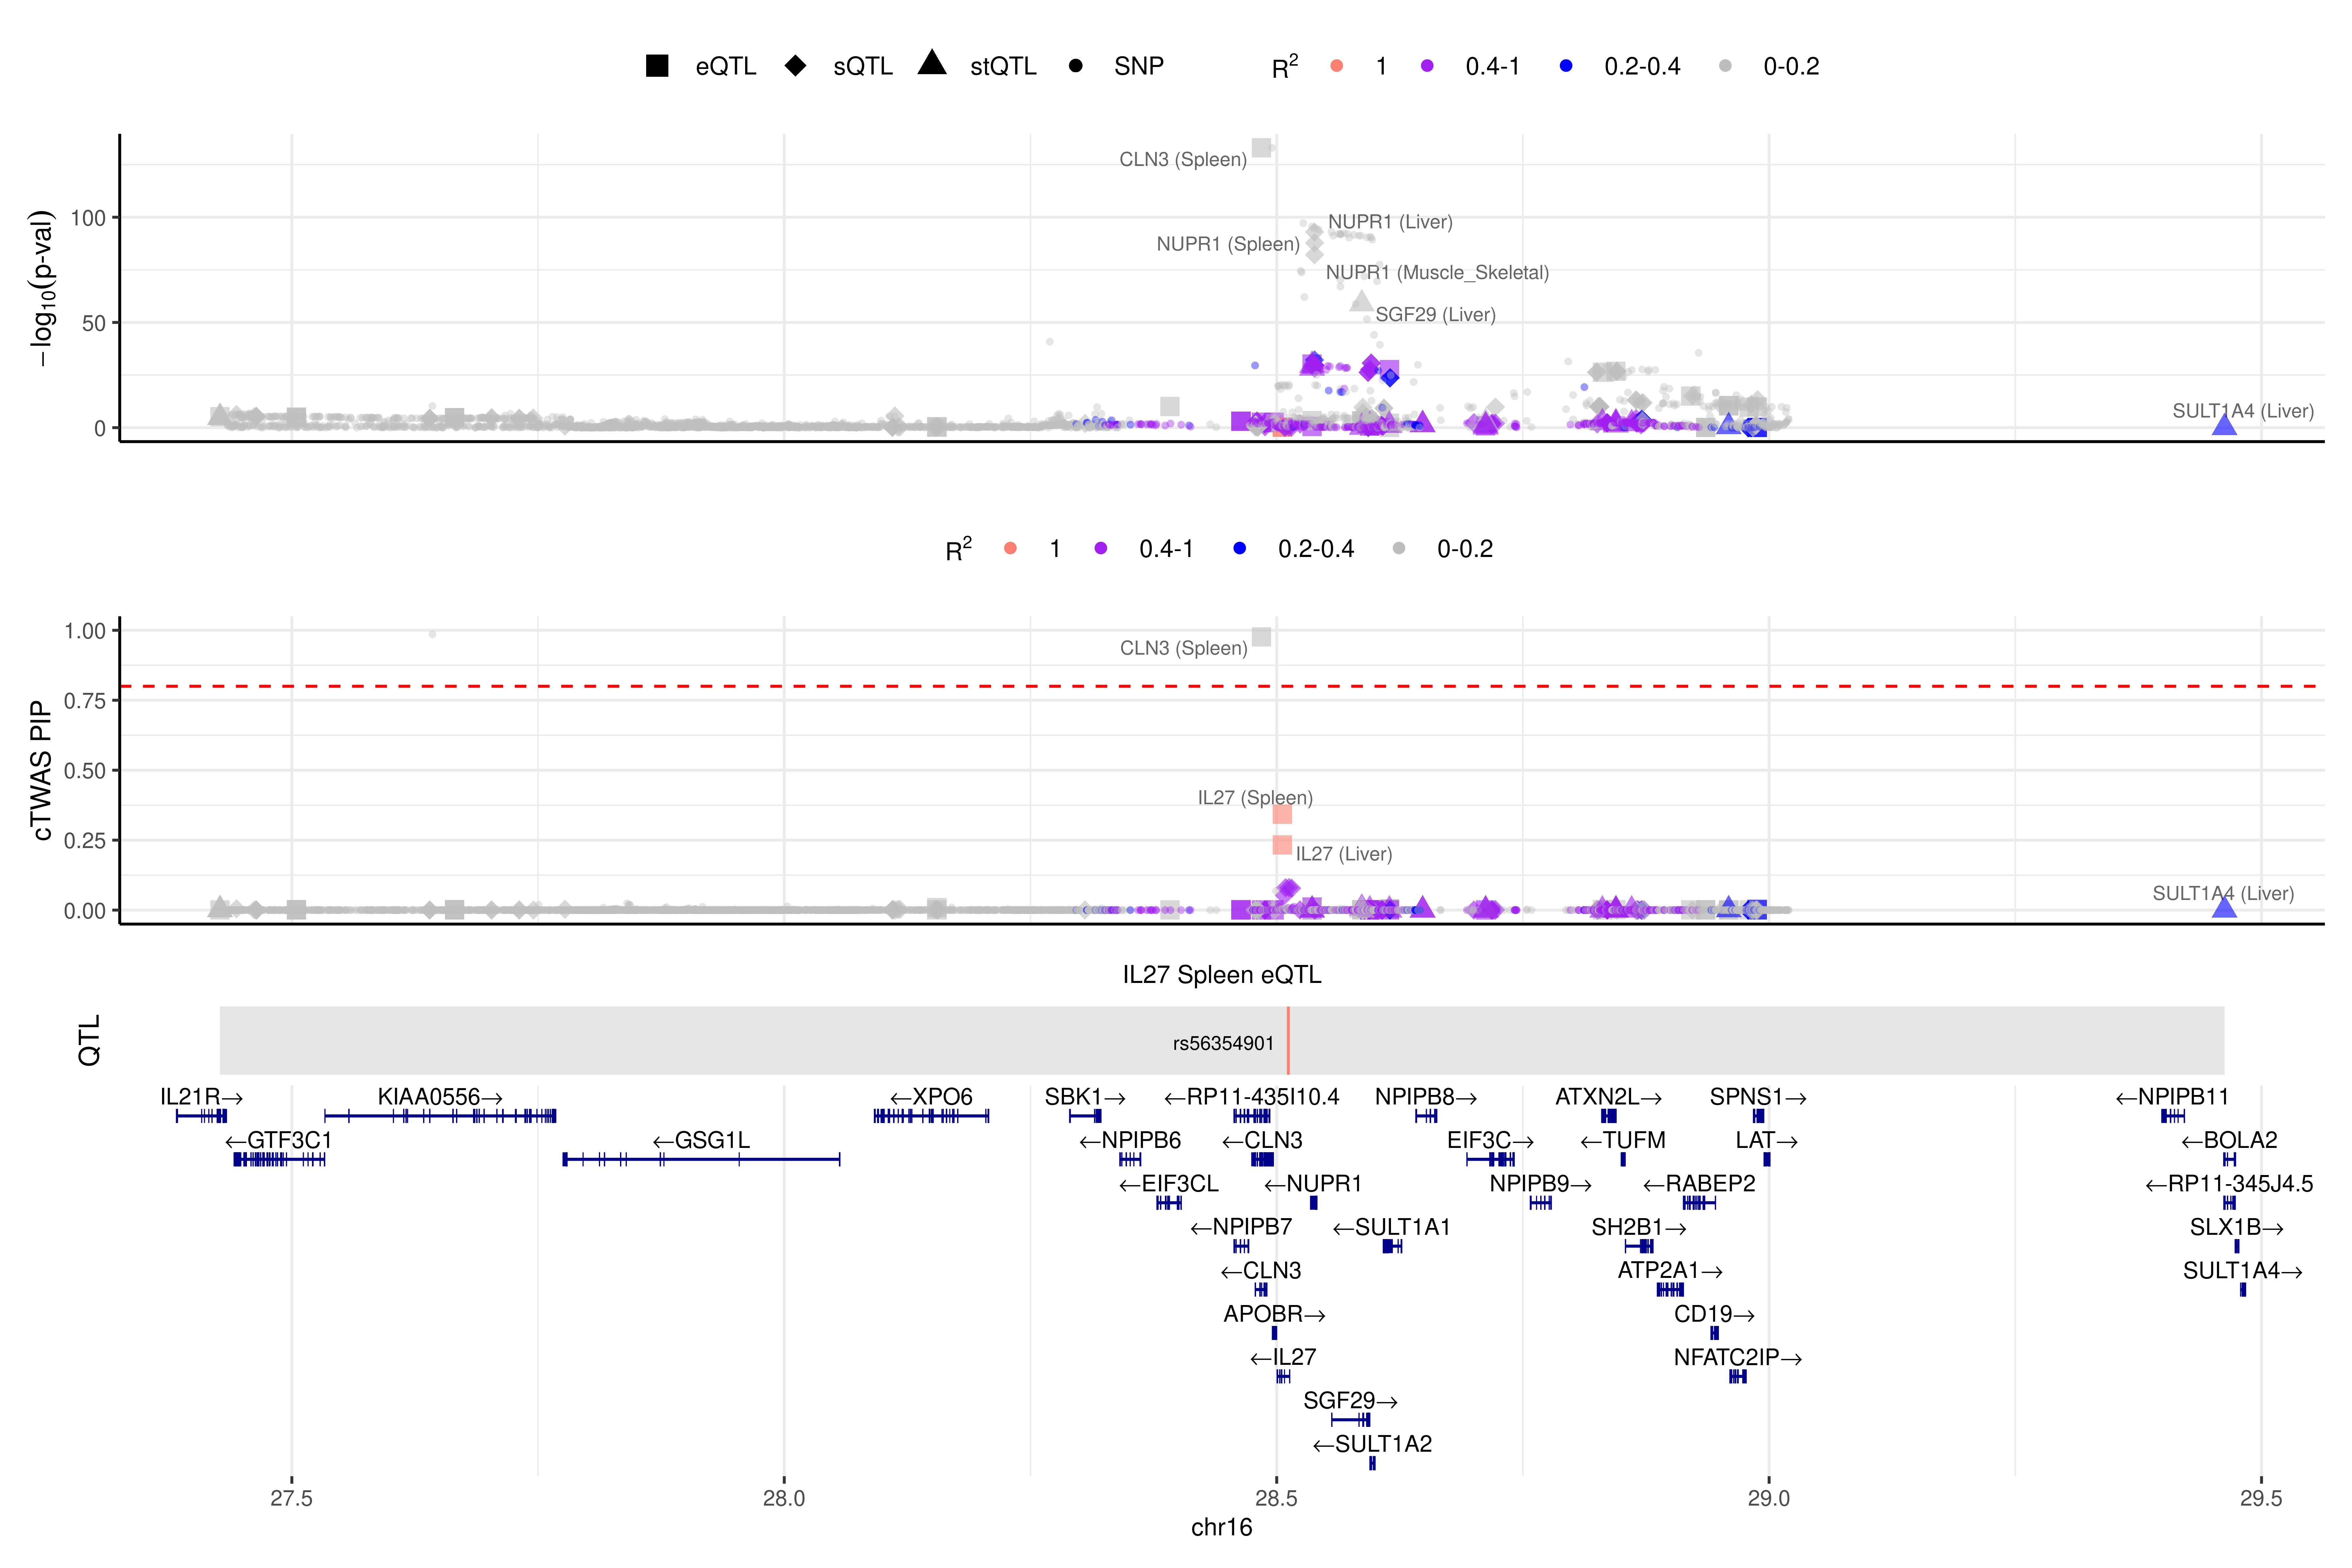 eQTL sQTL stQTL SNP R2 1 0.4-1 0.2-0.4 0-0.2
−log10(p-val)
100
50
0
CLN3 (Spleen)
NUPR1 (Liver)
NUPR1 (Spleen)
NUPR1 (Muscle_Skeletal)
SGF29 (Liver)
SULT1A4 (Liver)
R2 1 0.4-1 0.2-0.4 0-0.2
cTWAS PIP
1.00
0.75
0.50
0.25
0.00
CLN3 (Spleen)
IL27 (Spleen)
IL27 (Liver)
SULT1A4 (Liver)
IL27 Spleen eQTL
QTL
rs56354901
IL21R→ KIAA0556→ ←XPO6 SBK1→ ←RP11-435I10.4 NPIPB8→ ATXN2L→ SPNS1→ ←NPIPB11
←GTF3C1 ←GSG1L ←NPIPB6 ←CLN3 EIF3C→ ←TUFM LAT→ ←BOLA2
←EIF3CL ←NUPR1 NPIPB9→ ←RABEP2 ←RP11-345J4.5
←NPIPB7 ←SULT1A1 SH2B1→ SLX1B→
←CLN3 ATP2A1→ SULT1A4→
APOBR→ CD19→
←IL27 NFATC2IP→
SGF29→
←SULT1A2
27.5 28.0 28.5 29.0 29.5
chr16